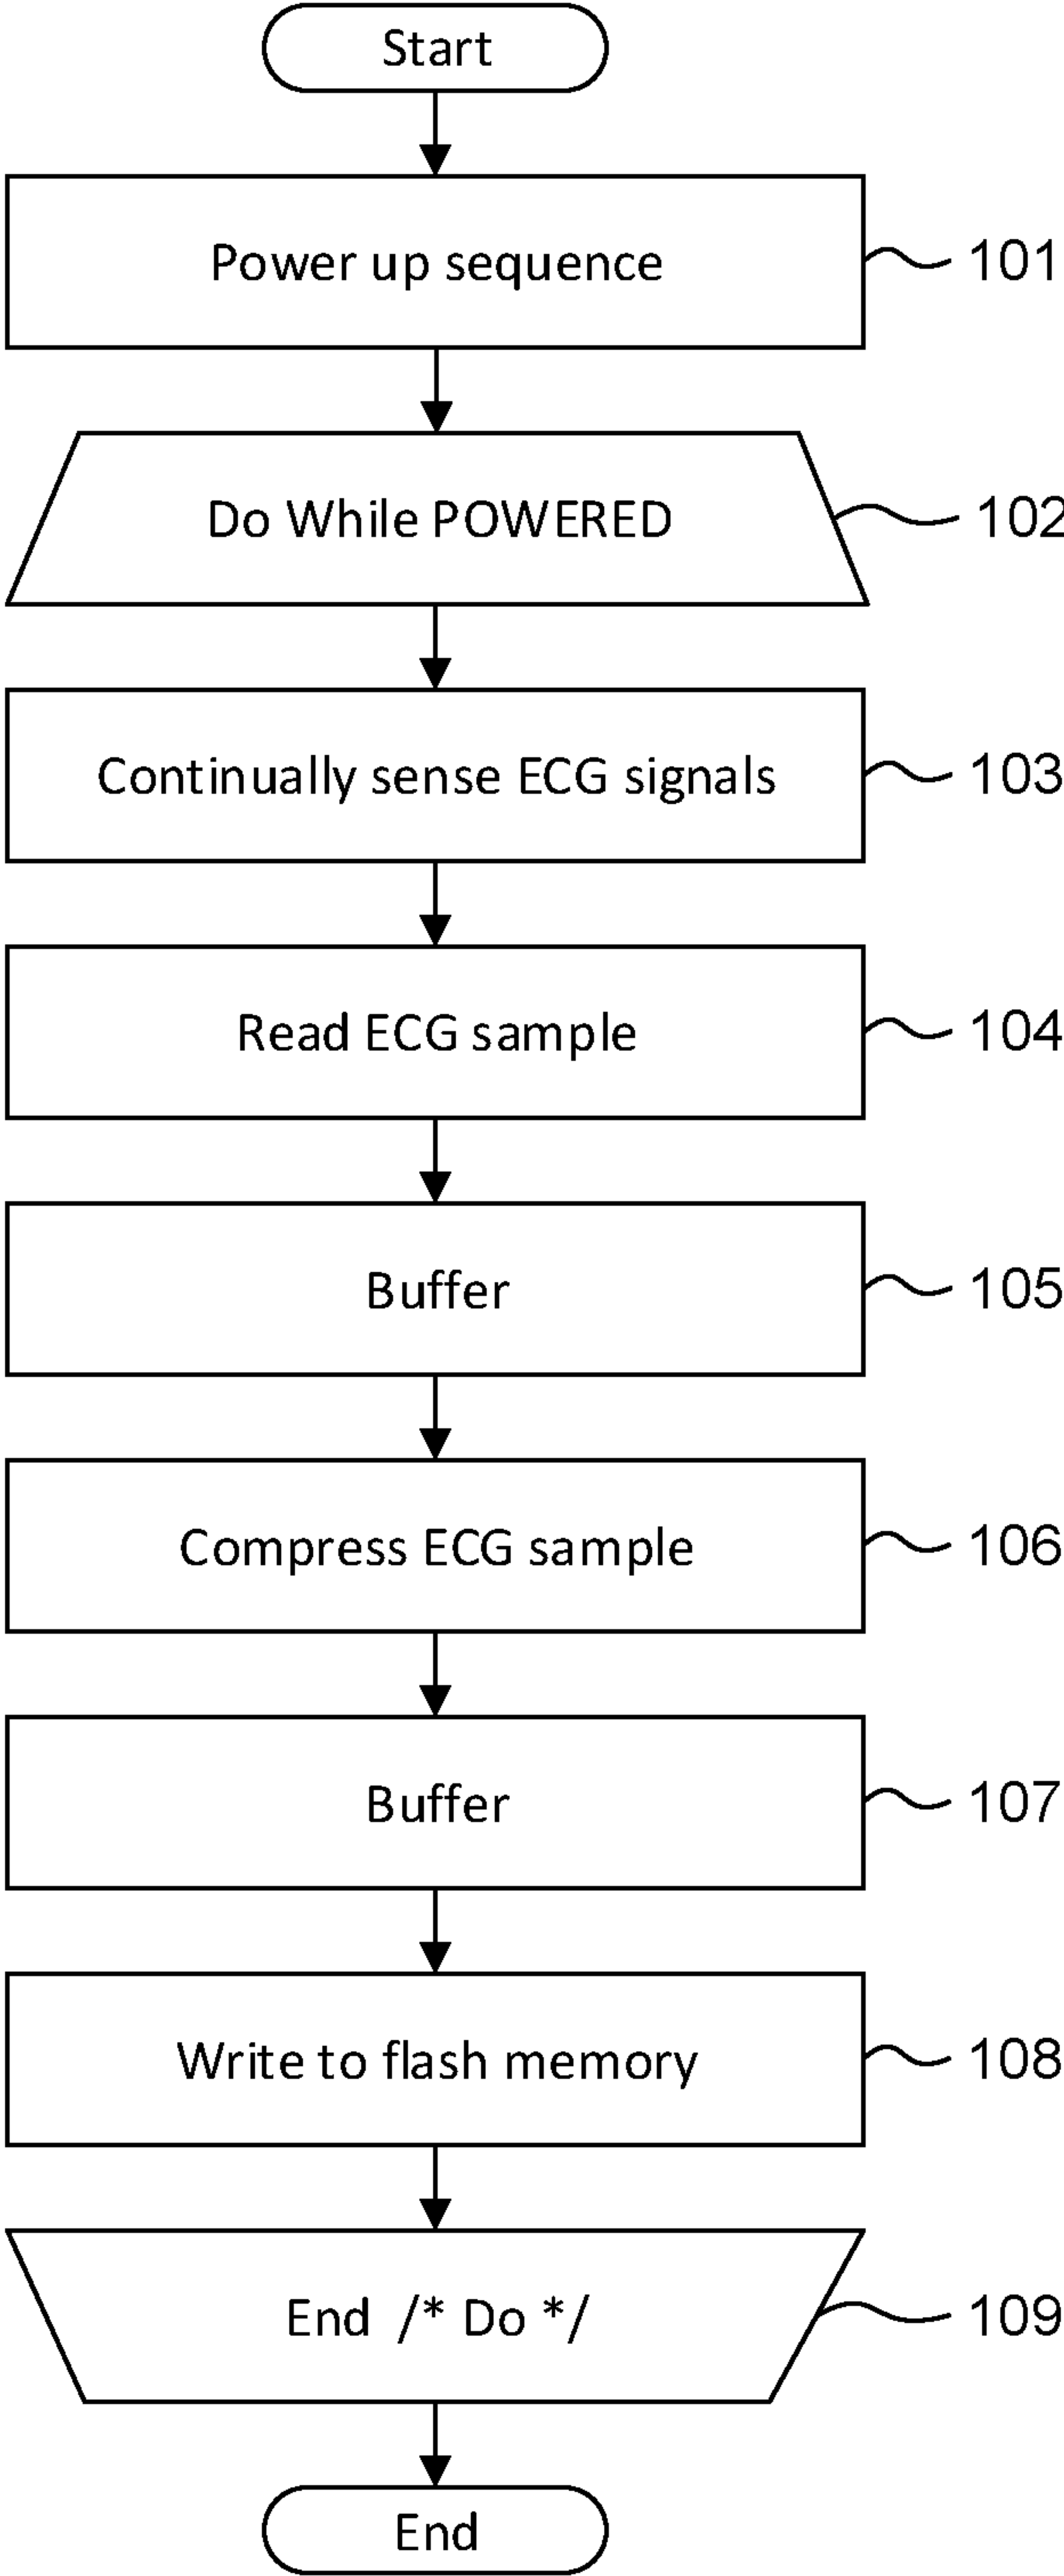 Start
Power up sequence
101
Do While POWERED
102
Continually sense ECG signals
103
Read ECG sample
104
Buffer
105
Compress ECG sample
106
Buffer
107
Write to flash memory
108
End /* Do */
109
End